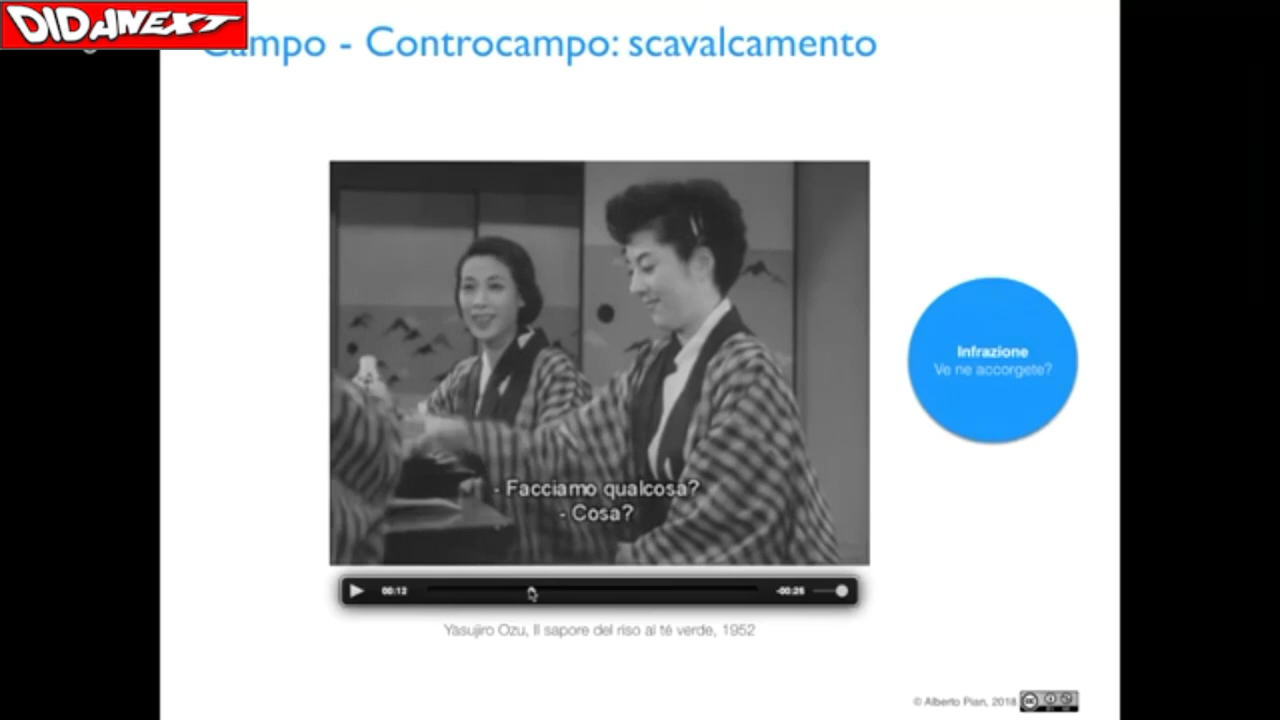 DIDANEXT
Campo - Controcampo: scavalcamento
Infrazione
Ve ne accorgete?
- Facciamo qualcosa?
- Cosa?
00:12
-00:26
Yasujiro Ozu, Il sapore del riso al tè verde, 1952
© Alberto Pian, 2018